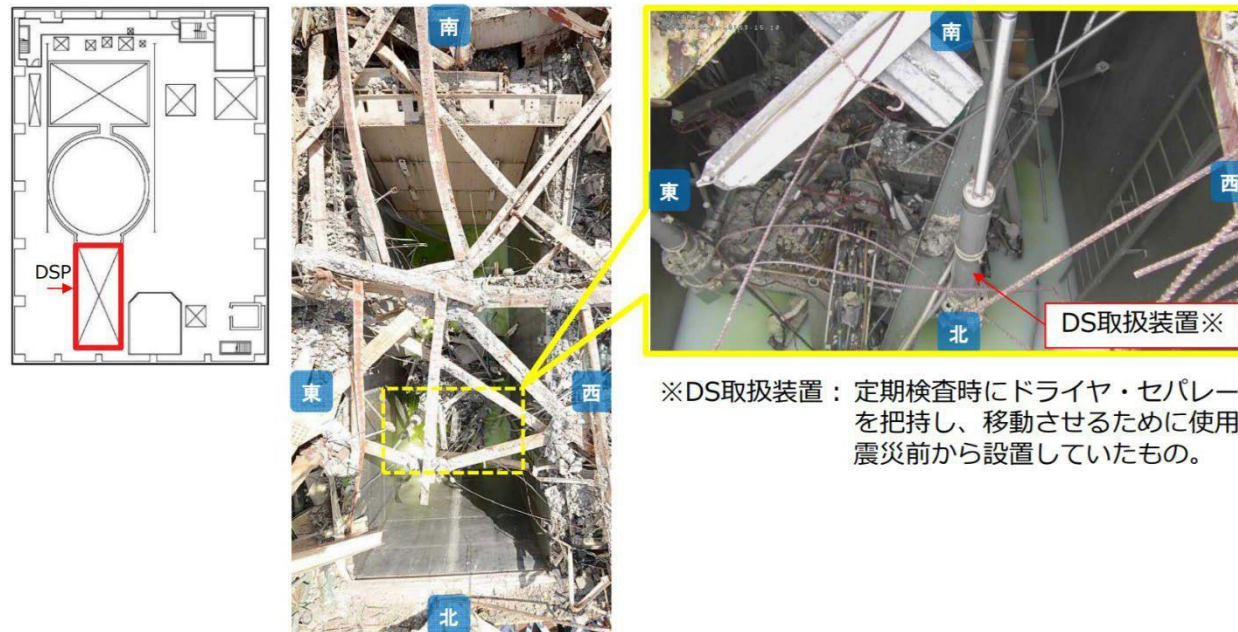 DSP
南
東
西
北
南
東
西
北
DS取扱装置※
※DS取扱装置：定期検査時にドライヤ・セパレー
を把持し、移動させるために使用
震災前から設置していたもの。